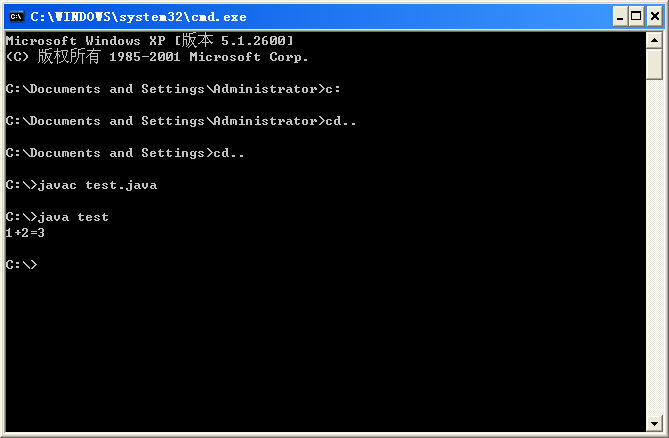 C:\WINDOWS\system32\cmd.exe
Microsoft Windows XP [版本 5.1.2600]
(C) 版权所有 1985-2001 Microsoft Corp.
C:\Documents and Settings\Administrator>c:
C:\Documents and Settings\Administrator>cd..
C:\Documents and Settings>cd..
C:\>javac test.java
C:\>java test
1+2=3
C:\>